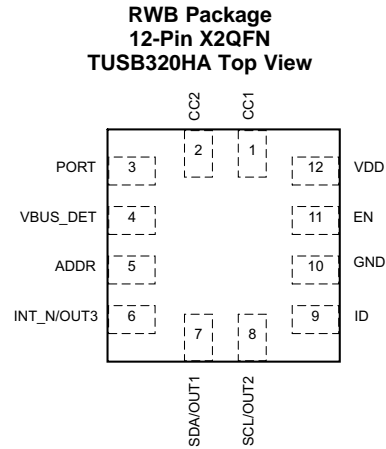 RWB Package
12-Pin X2QFN
TUSB320HA Top View
CC2
CC1
2
1
PORT
3
12
VDD
VBUS_DET
4
11
EN
ADDR
5
10
GND
INT_N/OUT3
6
9
ID
7
8
SDA/OUT1
SCL/OUT2